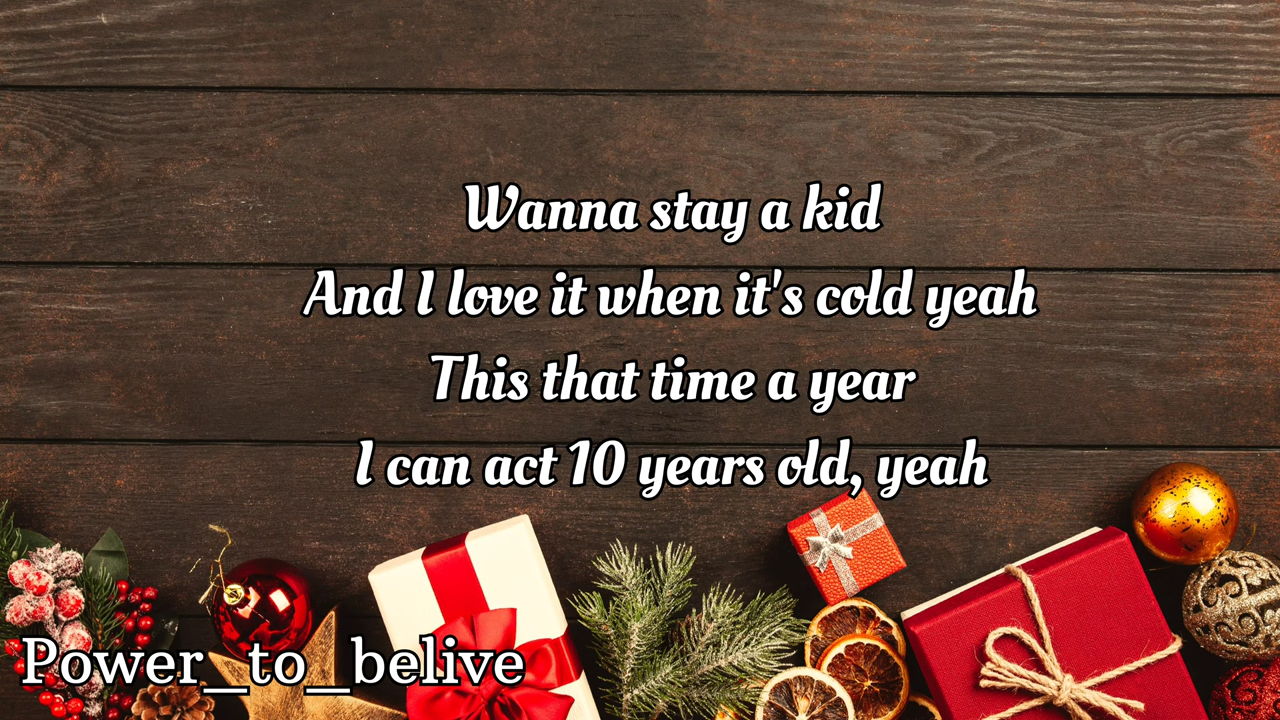 Wanna stay a kid
And I love it when it's cold yeah
This that time a year
I can act 10 years old, yeah
Power_to_belive